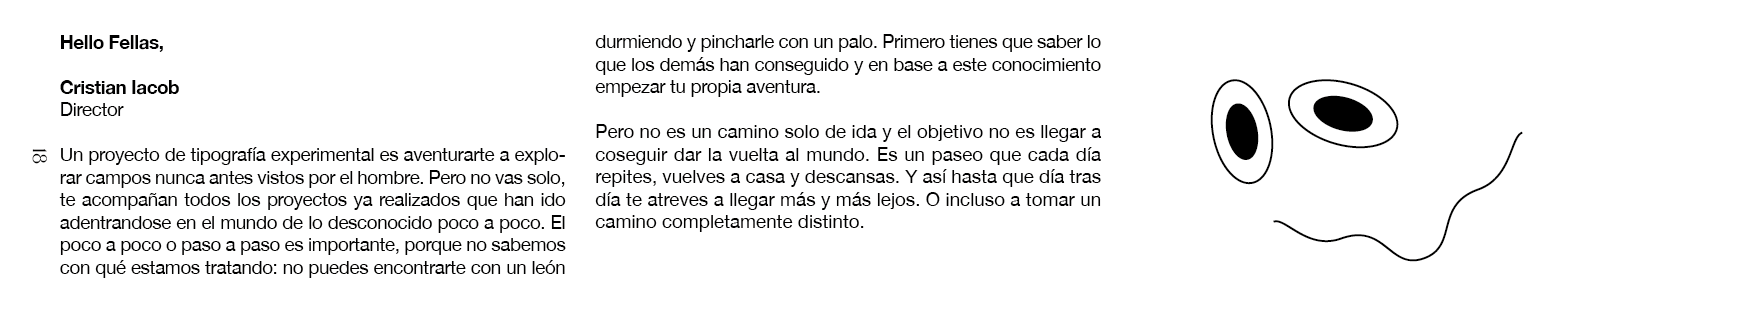 Hello Fellas,
Cristian Iacob
Director
18
Un proyecto de tipografía experimental es aventurarte a explo-
rar campos nunca antes vistos por el hombre. Pero no vas solo,
te acompañan todos los proyectos ya realizados que han ido
adentrandose en el mundo de lo desconocido poco a poco. El
poco a poco o paso a paso es importante, porque no sabemos
con qué estamos tratando: no puedes encontrarte con un león
durmiendo y pincharle con un palo. Primero tienes que saber lo
que los demás han conseguido y en base a este conocimiento
empezar tu propia aventura.
Pero no es un camino solo de ida y el objetivo no es llegar a
coseguir dar la vuelta al mundo. Es un paseo que cada día
repites, vuelves a casa y descansas. Y así hasta que día tras
día te atreves a llegar más y más lejos. O incluso a tomar un
camino completamente distinto.